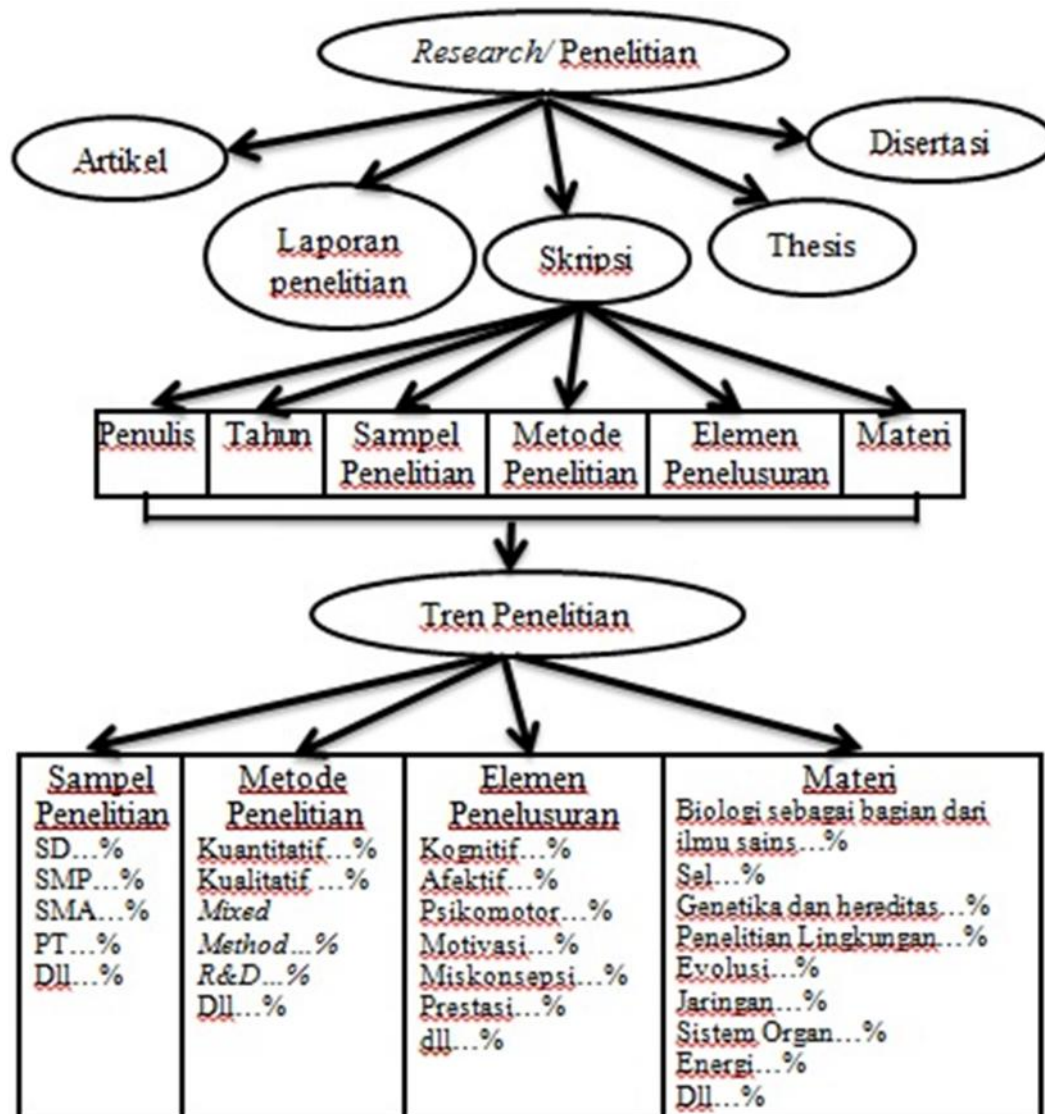 Research/ Penelitian
Artikel
Disertasi
Laporan
penelitian
Skripsi
Thesis
Penulis
Tahun
Sampel
Penelitian
Metode
Penelitian
Elemen
Penelusuran
Materi
Tren Penelitian
Sampel
Penelitian
SD...%
SMP...%
SMA...%
PT...%
Dll...%
Metode
Penelitian
Kuantitatif...%
Kualitatif ...%
Mixed
Method...%
R&D...%
Dll...%
Elemen
Penelusuran
Kognitif...%
Afektif...%
Psikomotor...%
Motivasi...%
Miskonsepsi...%
Prestasi...%
dll...%
Materi
Biologi sebagai bagian dari
ilmu sains...%
Sel...%
Genetika dan hereditas...%
Penelitian Lingkungan...%
Evolusi...%
Jaringan...%
Sistem Organ...%
Energi...%
Dll...%